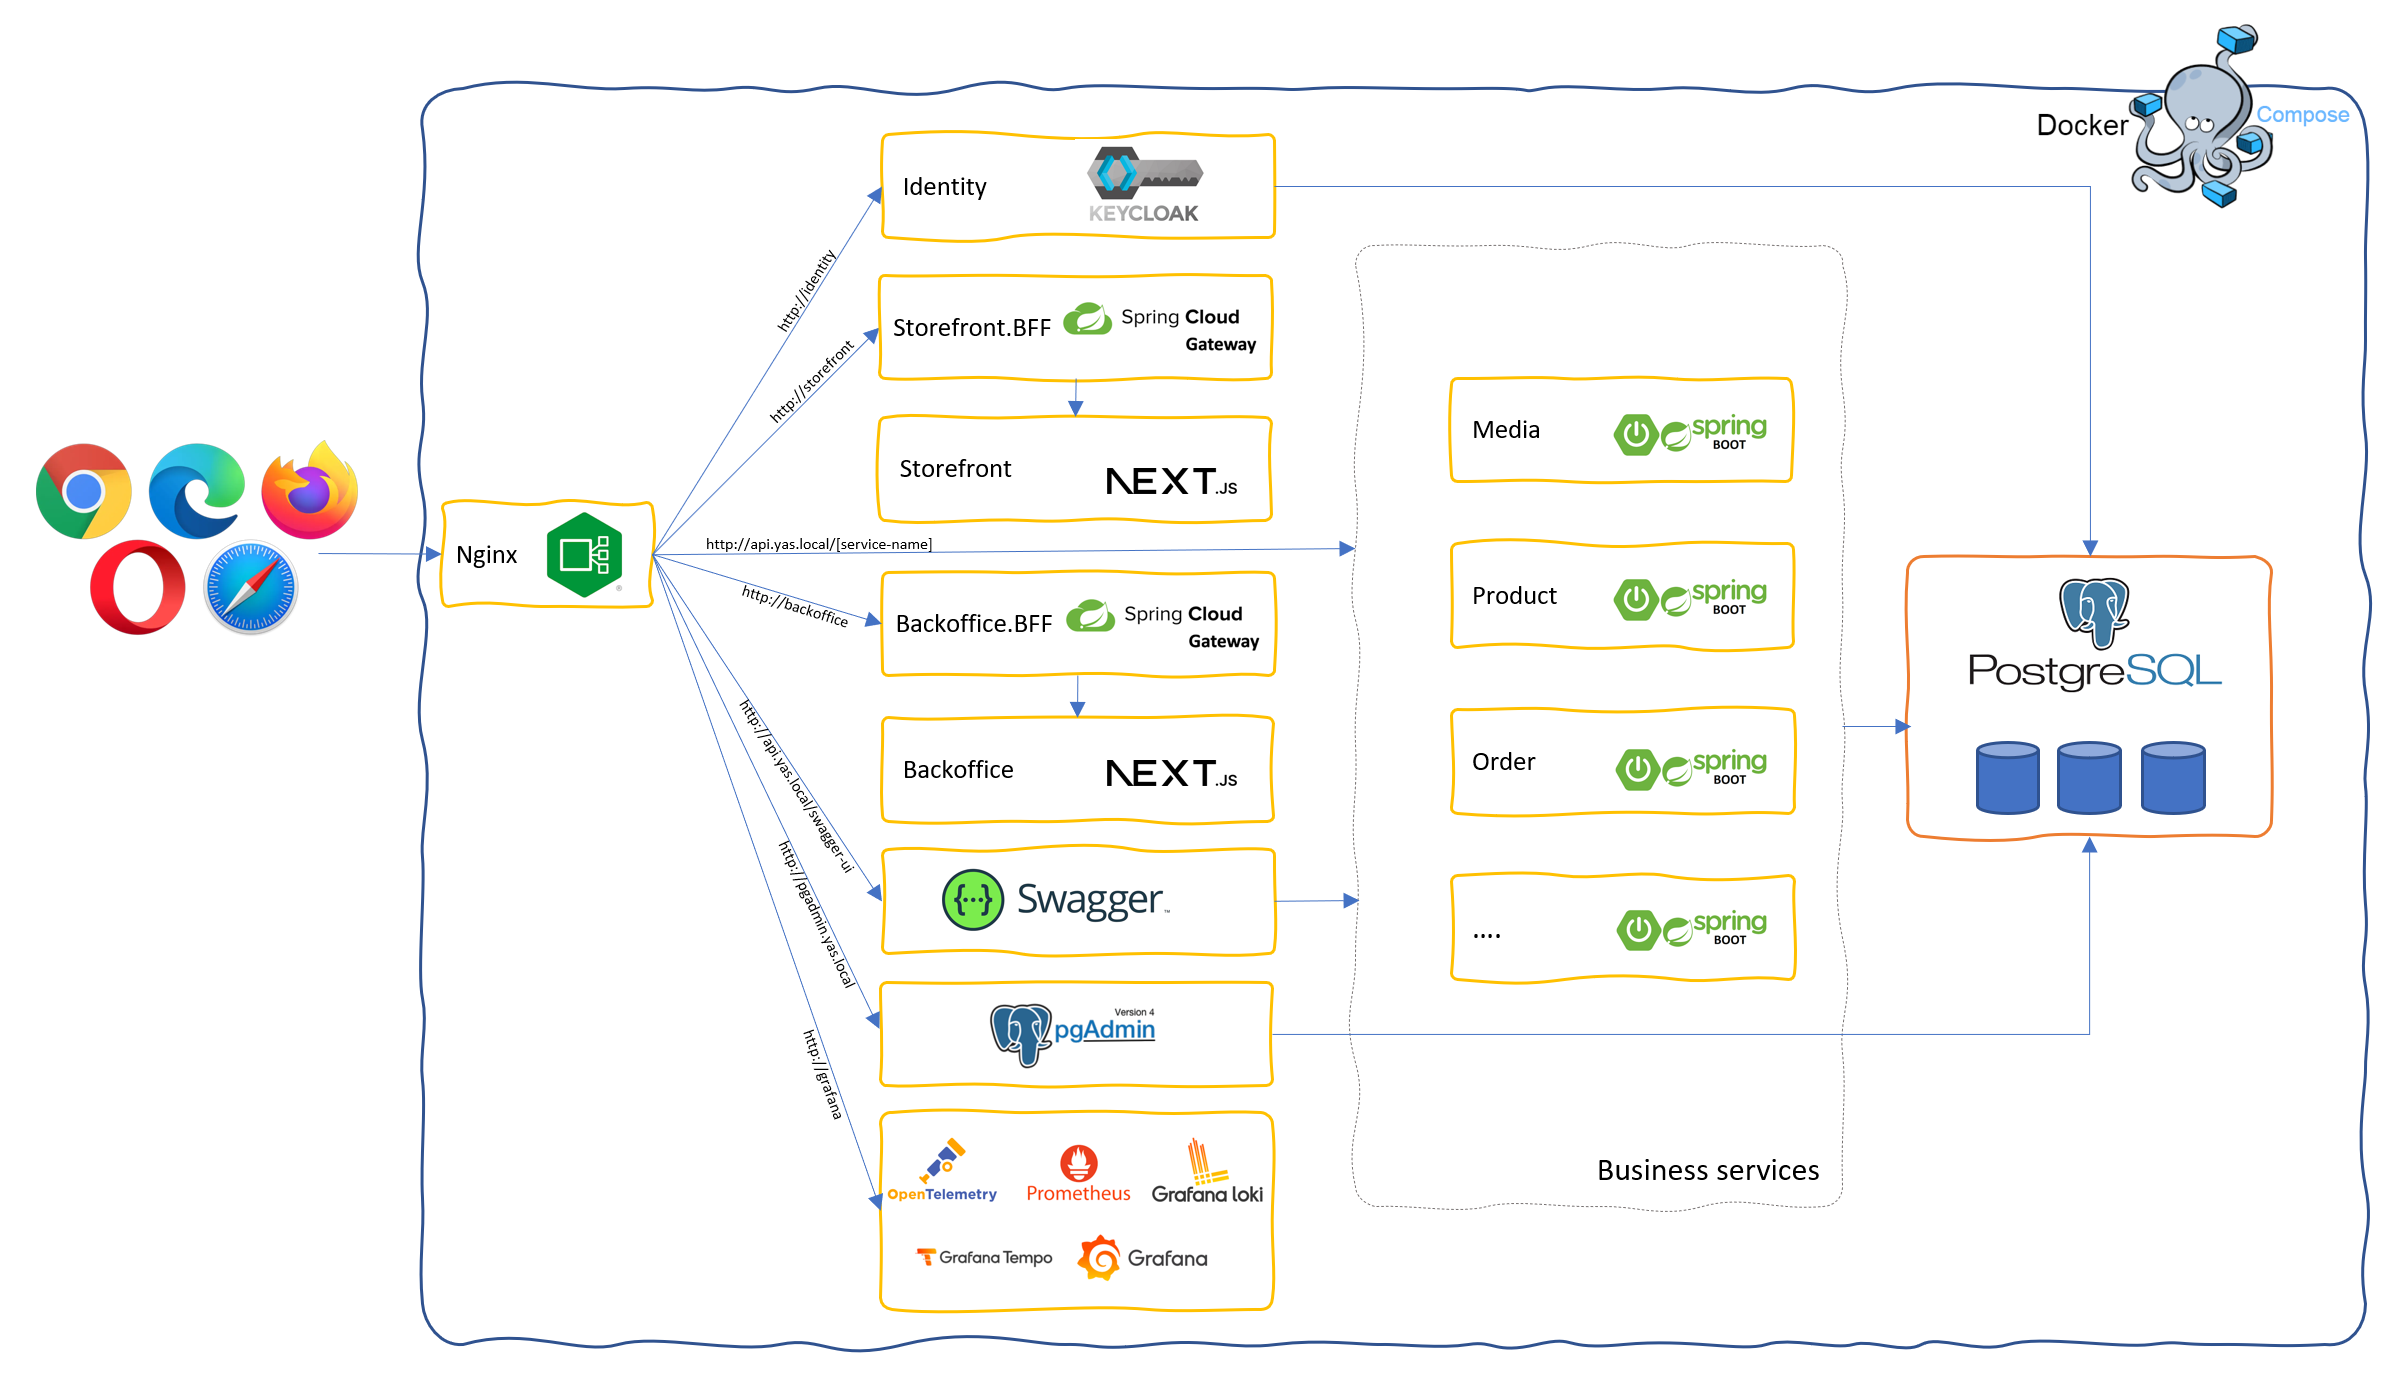 Docker
Compose
Identity
KEYCLOAK
http://identity
Storefront.BFF
Spring Cloud
Gateway
http://storefront
Storefront
NEXT.JS
Nginx
®
http://api.yas.local/[service-name]
http://backoffice
Backoffice.BFF
Spring Cloud
Gateway
Backoffice
NEXT.JS
http://api.yas.local/swagger-ui
{···} Swagger™
http://pgadmin.yas.local
Version 4
pgAdmin
http://grafana
OpenTelemetry
Prometheus
Grafana loki
Grafana Tempo
Grafana
Media
spring
BOOT
Product
spring
BOOT
Order
spring
BOOT
....
spring
BOOT
Business services
PostgreSQL